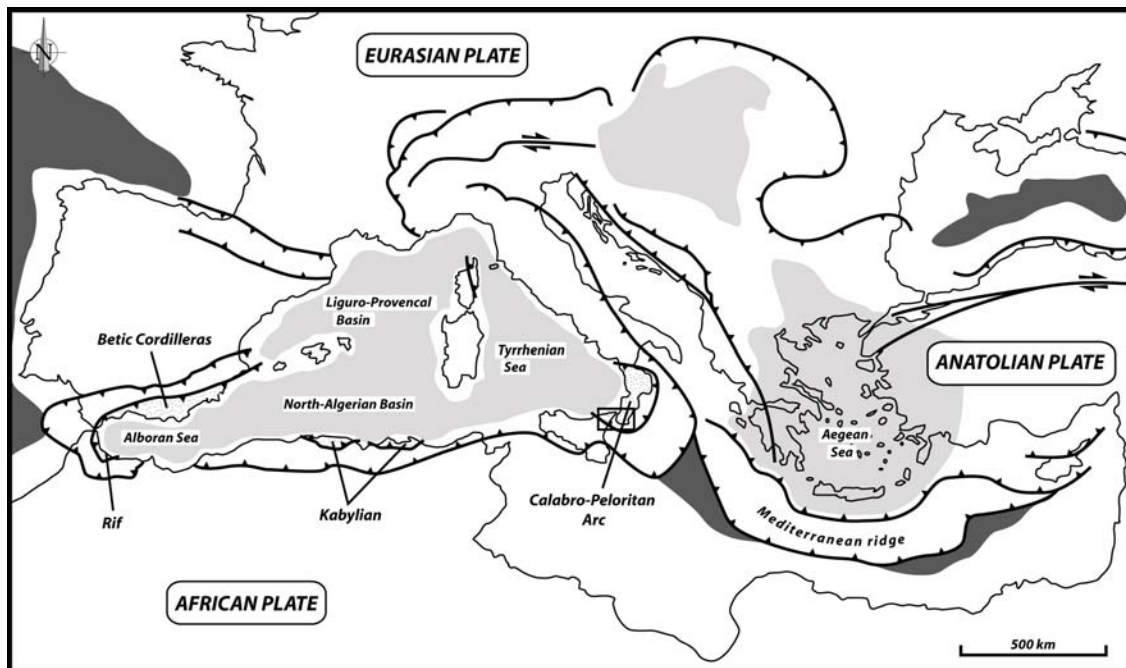 N
EURASIAN PLATE
Liguro-Provencal
Basin
Betic Cordilleras
Tyrrhenian
Sea
ANATOLIAN PLATE
North-Algerian Basin
Alboran Sea
Aegean
Sea
Rif
Kabylian
Calabro-Peloritan
Arc
Mediterranean ridge
AFRICAN PLATE
500 km